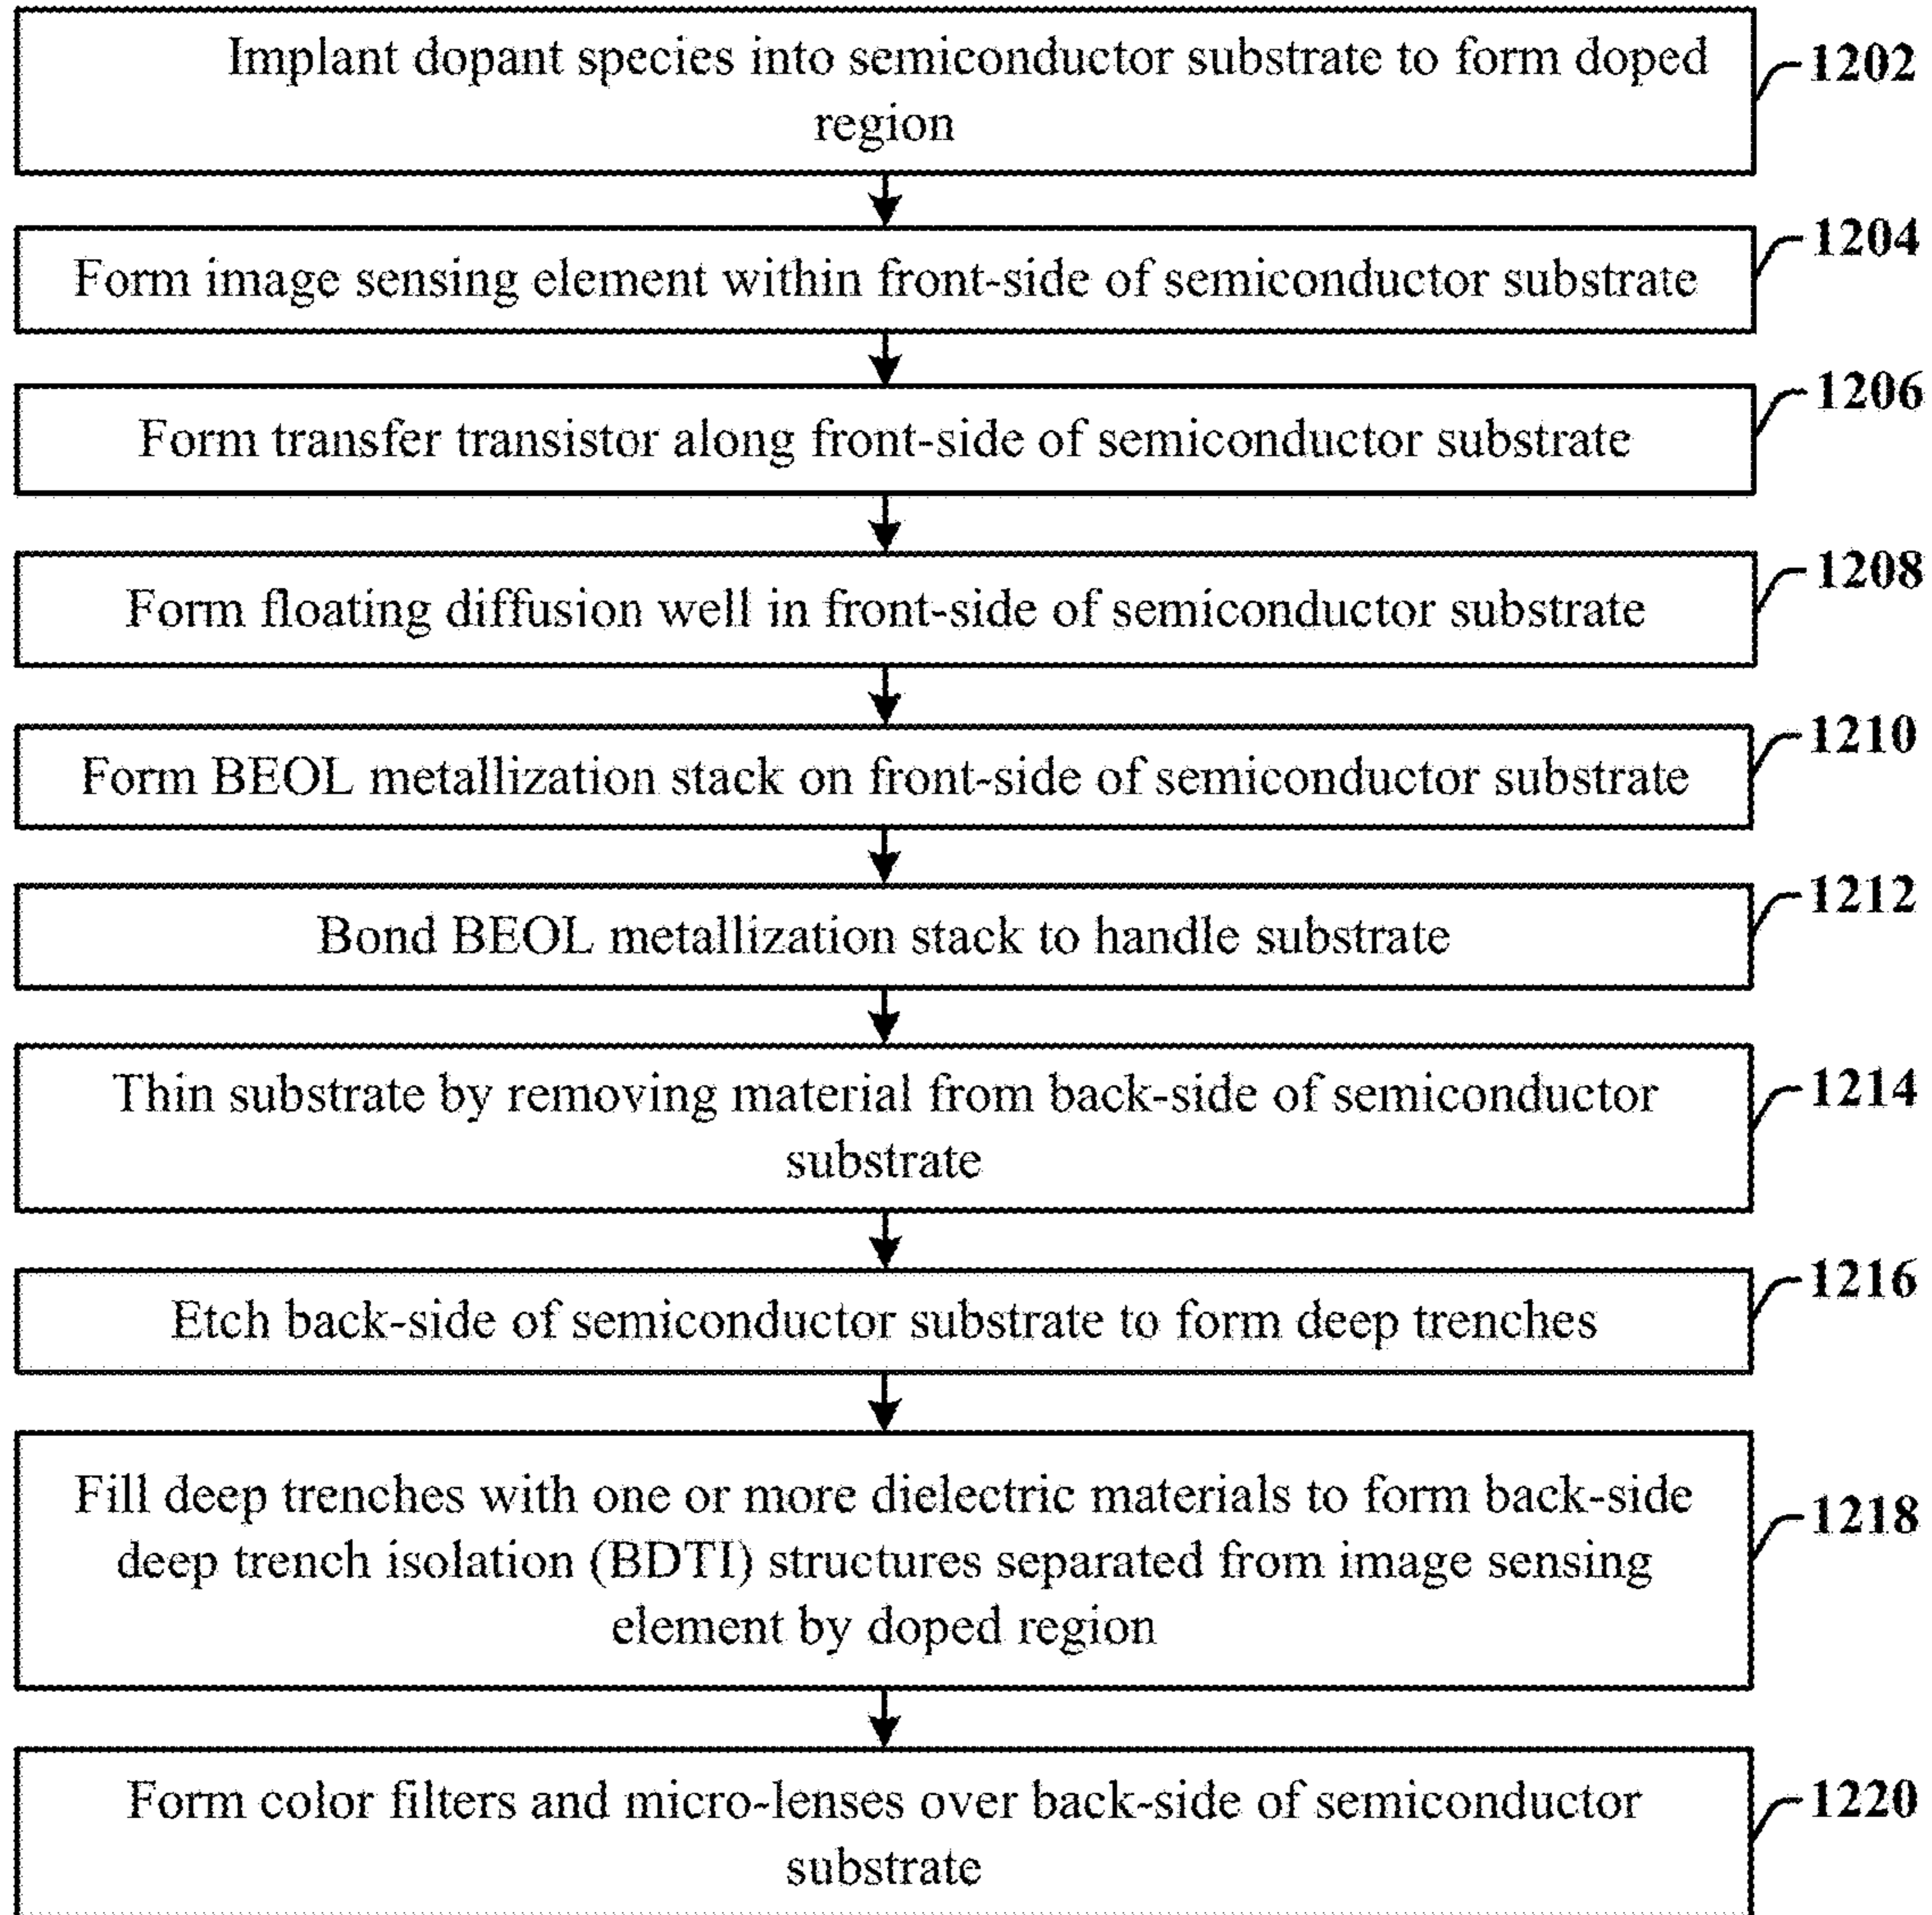 Implant dopant species into semiconductor substrate to form doped
region
1202
Form image sensing element within front-side of semiconductor substrate
1204
Form transfer transistor along front-side of semiconductor substrate
1206
Form floating diffusion well in front-side of semiconductor substrate
1208
Form BEOL metallization stack on front-side of semiconductor substrate
1210
Bond BEOL metallization stack to handle substrate
1212
Thin substrate by removing material from back-side of semiconductor
substrate
1214
Etch back-side of semiconductor substrate to form deep trenches
1216
Fill deep trenches with one or more dielectric materials to form back-side
deep trench isolation (BDTI) structures separated from image sensing
element by doped region
1218
Form color filters and micro-lenses over back-side of semiconductor
substrate
1220